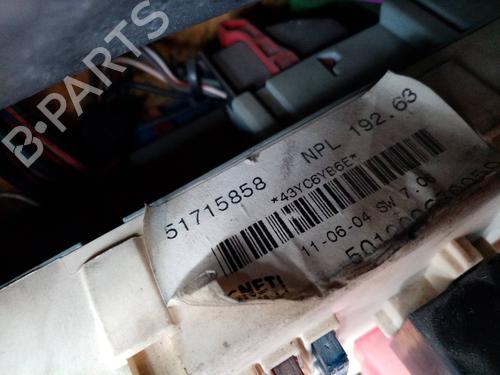 B-PARTS
51715858 NPL 192.63
*43YC6YB6E*
11-06-04 SW 7.0